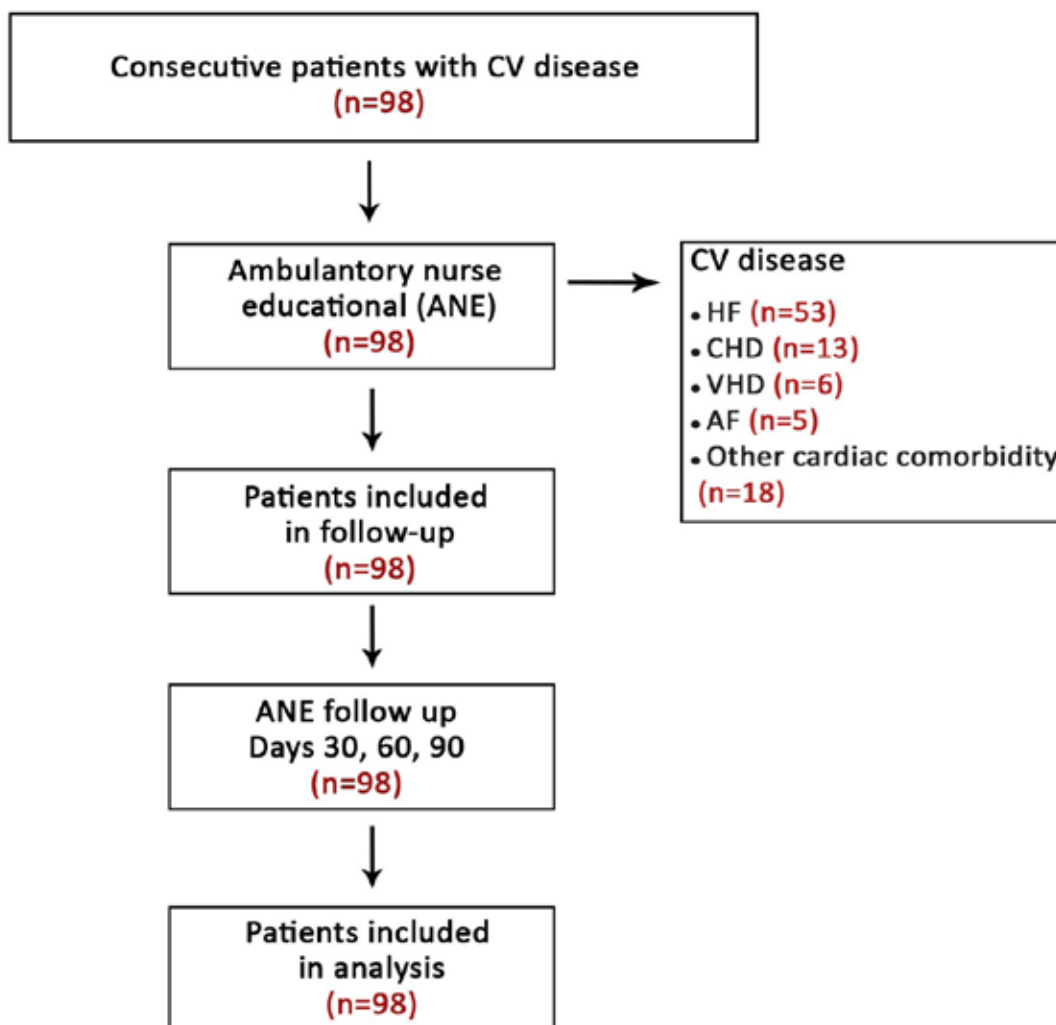 Consecutive patients with CV disease
(n=98)
Ambulantory nurse
educational (ANE)
(n=98)
CV disease
• HF (n=53)
• CHD (n=13)
• VHD (n=6)
• AF (n=5)
• Other cardiac comorbidity
(n=18)
Patients included
in follow-up
(n=98)
ANE follow up
Days 30, 60, 90
(n=98)
Patients included
in analysis
(n=98)